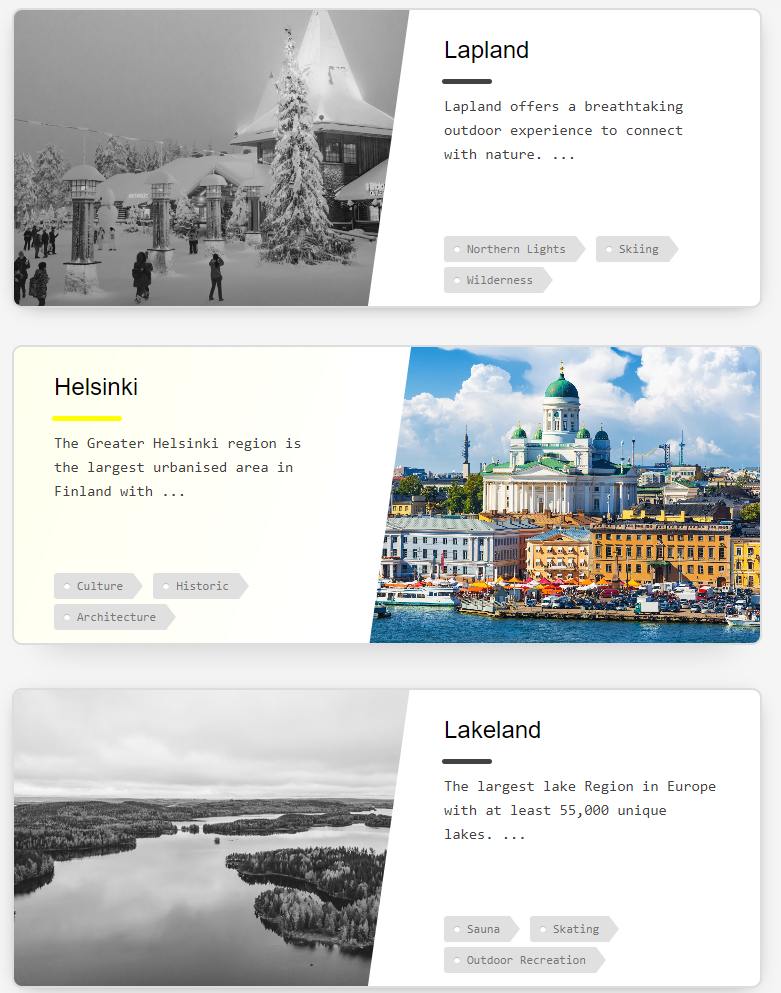 Lapland
Lapland offers a breathtaking
outdoor experience to connect
with nature. ...
Northern Lights
Skiing
Wilderness
Helsinki
The Greater Helsinki region is
the largest urbanised area in
Finland with ...
Culture
Historic
Architecture
Lakeland
The largest lake Region in Europe
with at least 55,000 unique
lakes. ...
Sauna
Skating
Outdoor Recreation